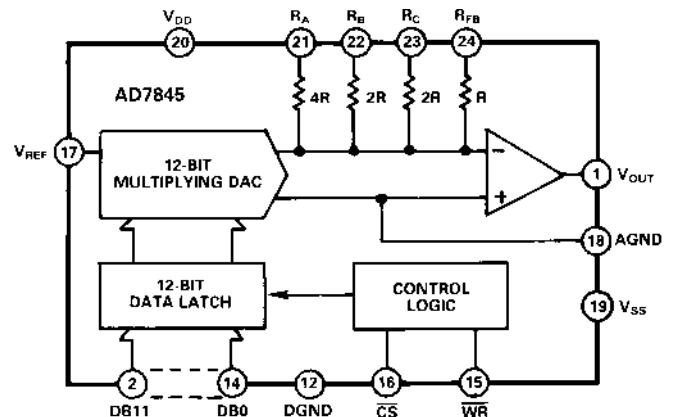 VDD RA RB RC RFB
20 21 22 23 24
AD7845
4R 2R 2R R
VREF 17
12-BIT
MULTIPLYING DAC
−
+
1 VOUT
18 AGND
12-BIT
DATA LATCH
CONTROL
LOGIC
19 VSS
2 14 12 16 15
DB11 DB0 DGND C̅S̅ W̅R̅